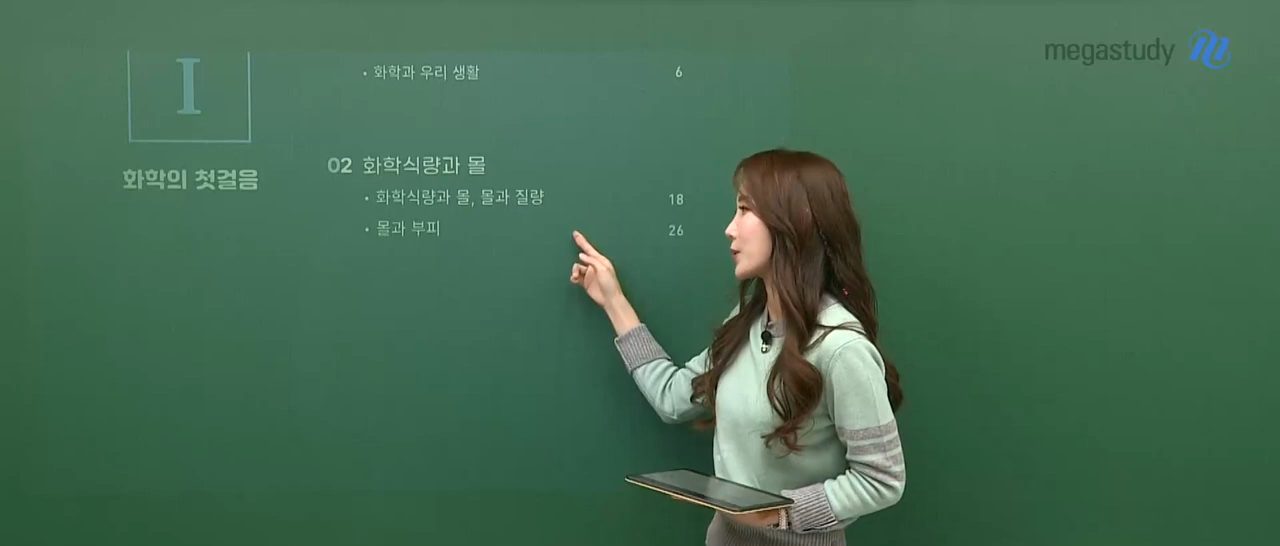 megastudy
I
화학의 첫걸음
• 화학과 우리 생활 6
02 화학식량과 몰
• 화학식량과 몰, 몰과 질량 18
• 몰과 부피 26